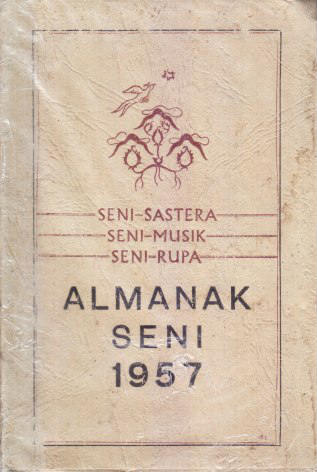 SENI-SASTERA
SENI-MUSIK
SENI-RUPA
ALMANAK
SENI
1957